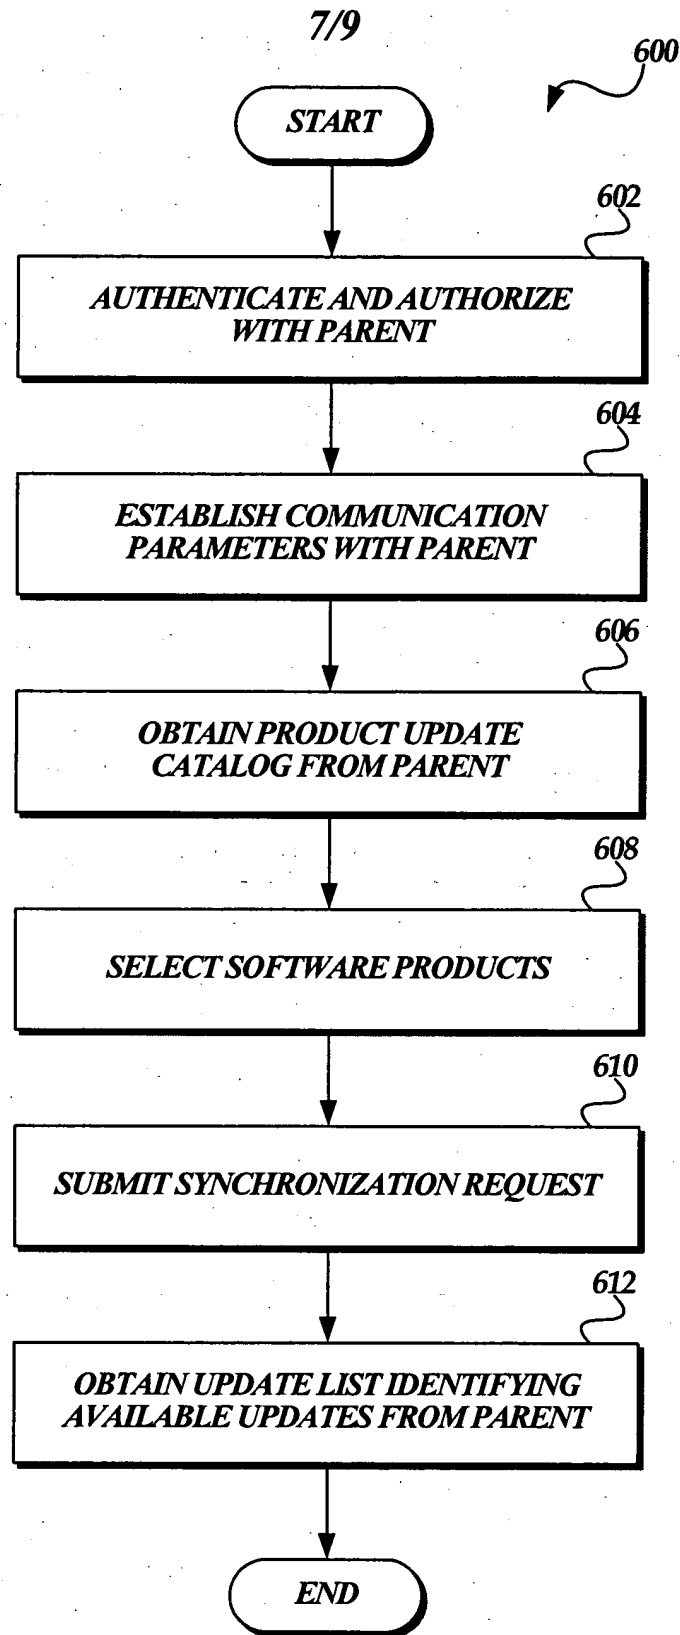 7/9
600
START
602
AUTHENTICATE AND AUTHORIZE
WITH PARENT
604
ESTABLISH COMMUNICATION
PARAMETERS WITH PARENT
606
OBTAIN PRODUCT UPDATE
CATALOG FROM PARENT
608
SELECT SOFTWARE PRODUCTS
610
SUBMIT SYNCHRONIZATION REQUEST
612
OBTAIN UPDATE LIST IDENTIFYING
AVAILABLE UPDATES FROM PARENT
END